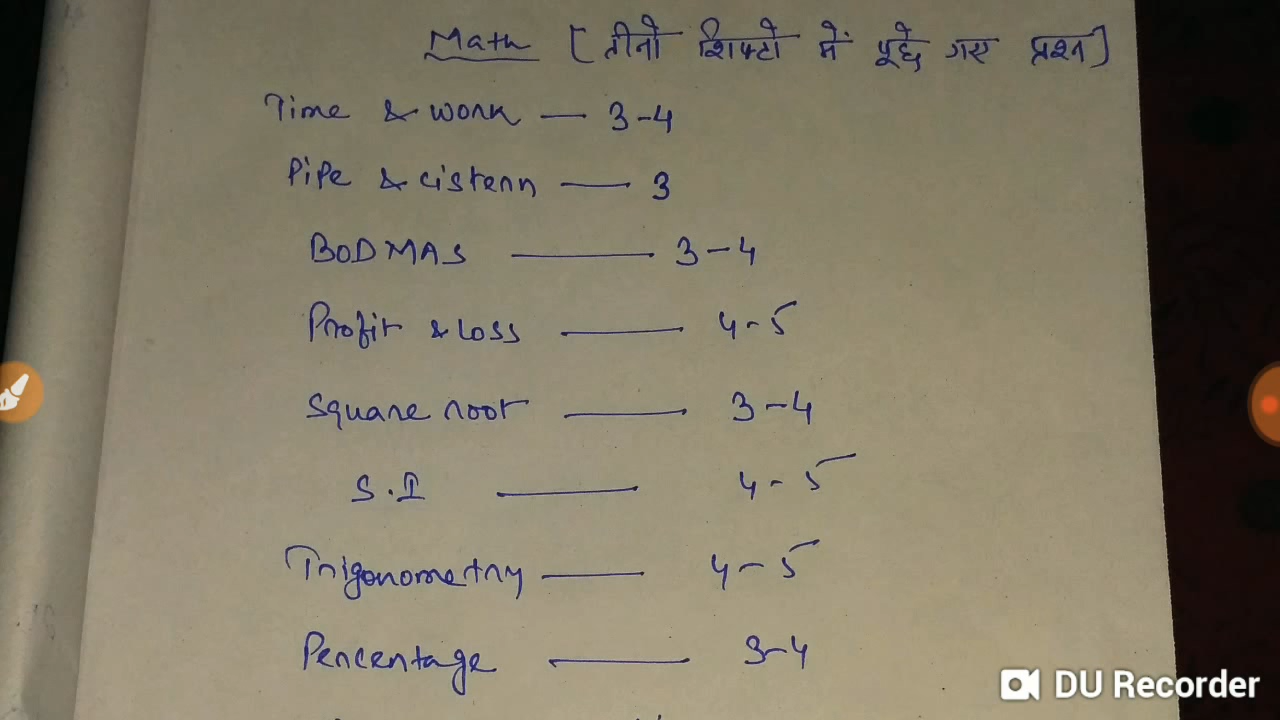 Math [तीनो शिफ्टो में पूछे गए प्रश्न]
Time & work — 3-4
Pipe & cistern — 3
BODMAS — 3-4
Profit & Loss — 4-5
Square root — 3-4
S.I — 4-5
Trigonometry — 4-5
Percentage — 3-4
DU Recorder